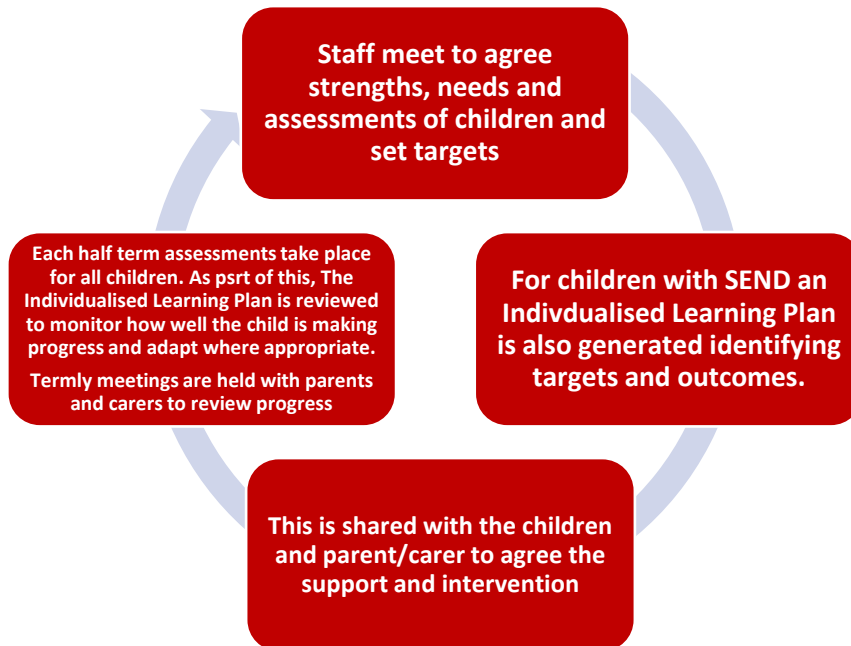 Staff meet to agree
strengths, needs and
assessments of children and
set targets
For children with SEND an
Indivdualised Learning Plan
is also generated identifying
targets and outcomes.
This is shared with the children
and parent/carer to agree the
support and intervention
Each half term assessments take place
for all children. As psrt of this, The
Individualised Learning Plan is reviewed
to monitor how well the child is making
progress and adapt where appropriate.
Termly meetings are held with parents
and carers to review progress